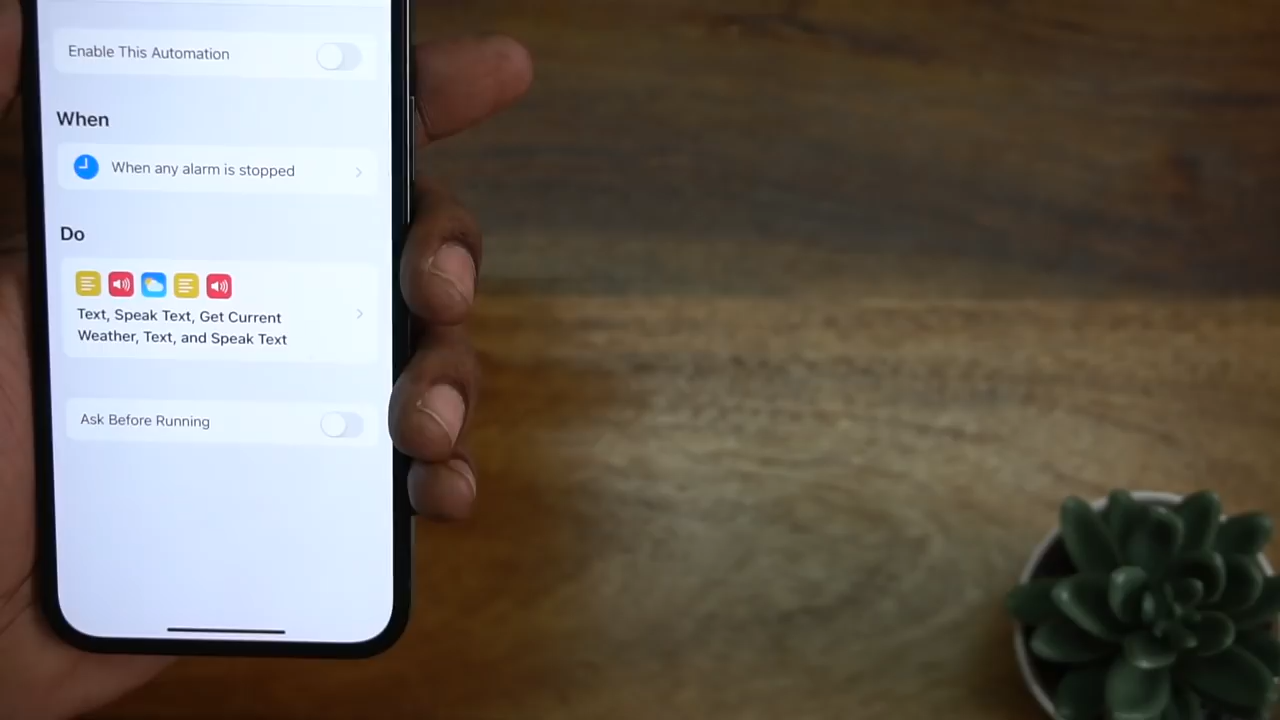 Enable This Automation
When
When any alarm is stopped
Do
Text, Speak Text, Get Current
Weather, Text, and Speak Text
Ask Before Running